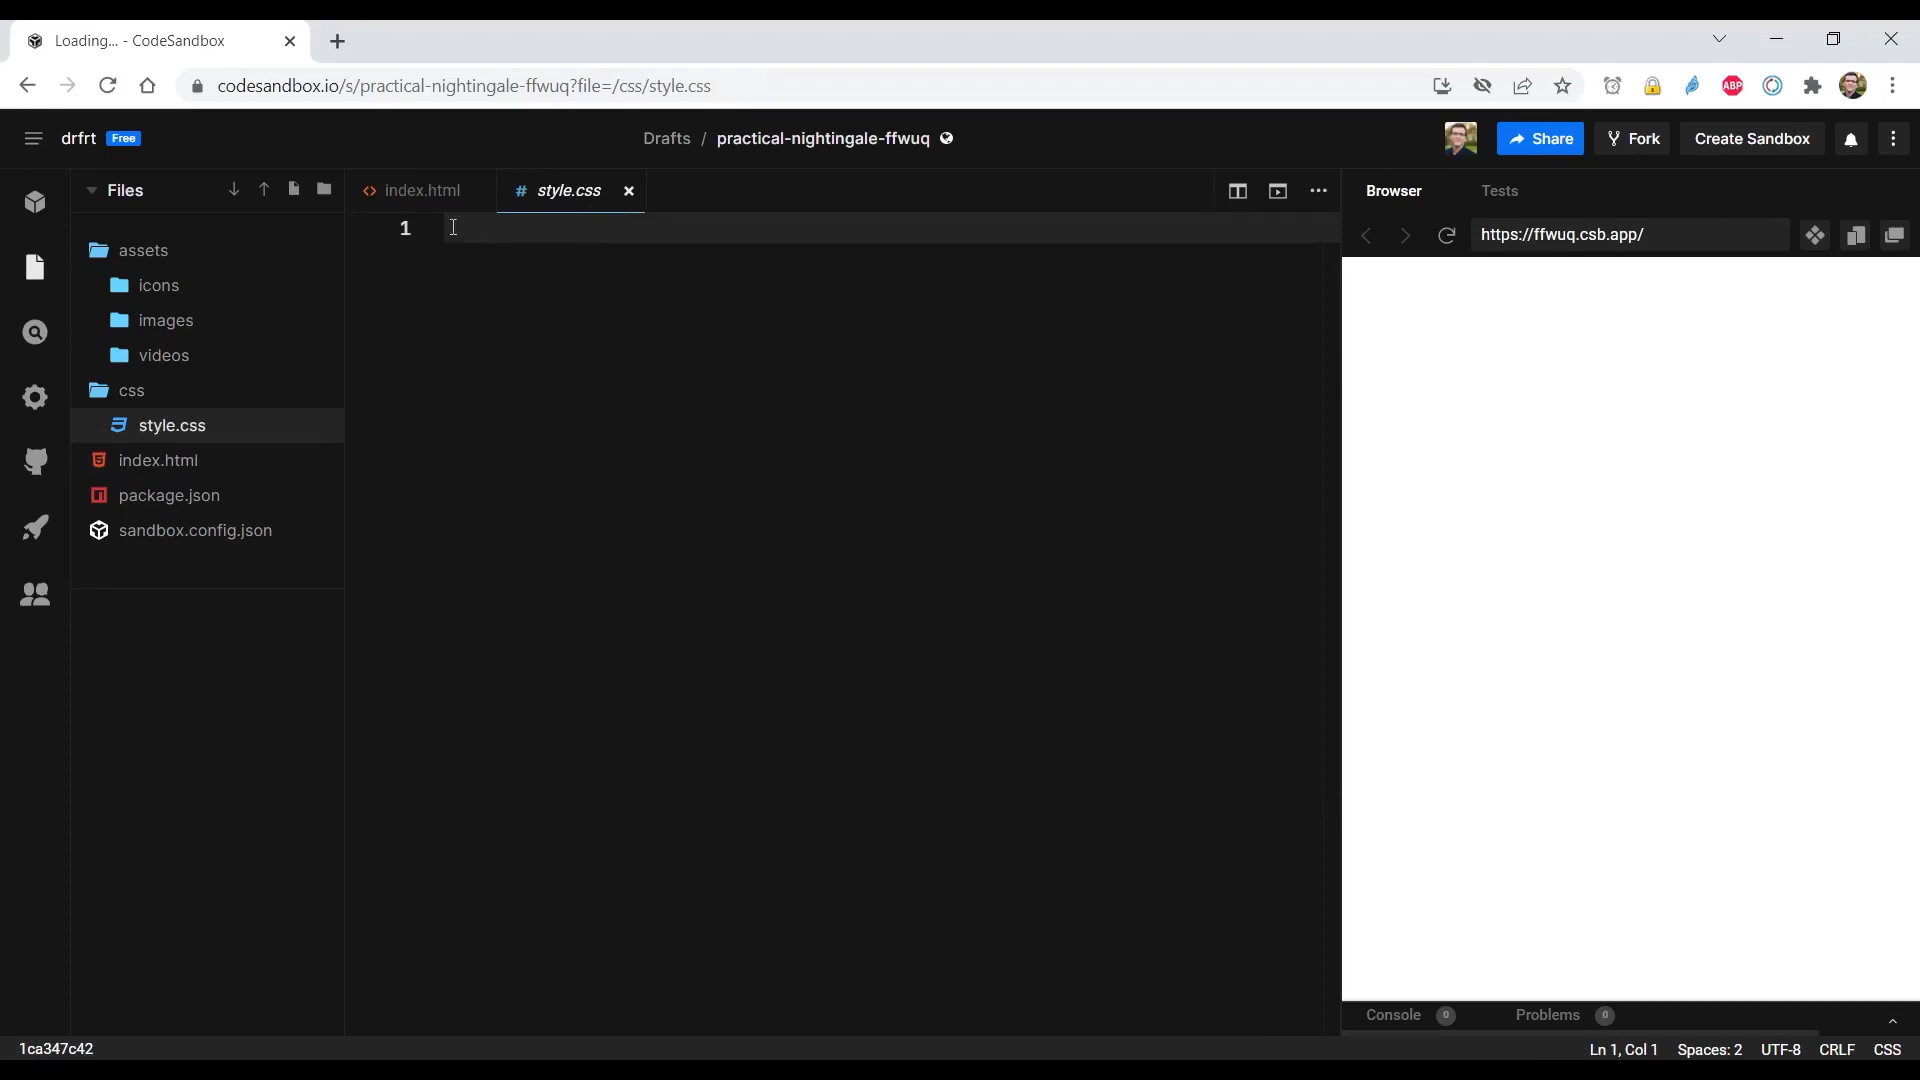 Loading... - CodeSandbox
codesandbox.io/s/practical-nightingale-ffwuq?file=/css/style.css
ABP
drfrt Free
Drafts / practical-nightingale-ffwuq
Share
Fork
Create Sandbox
Files
index.html
# style.css
Browser
Tests
1
https://ffwuq.csb.app/
assets
icons
images
videos
css
style.css
index.html
package.json
sandbox.config.json
Console 0
Problems 0
1ca347c42
Ln 1, Col 1
Spaces: 2
UTF-8
CRLF
CSS